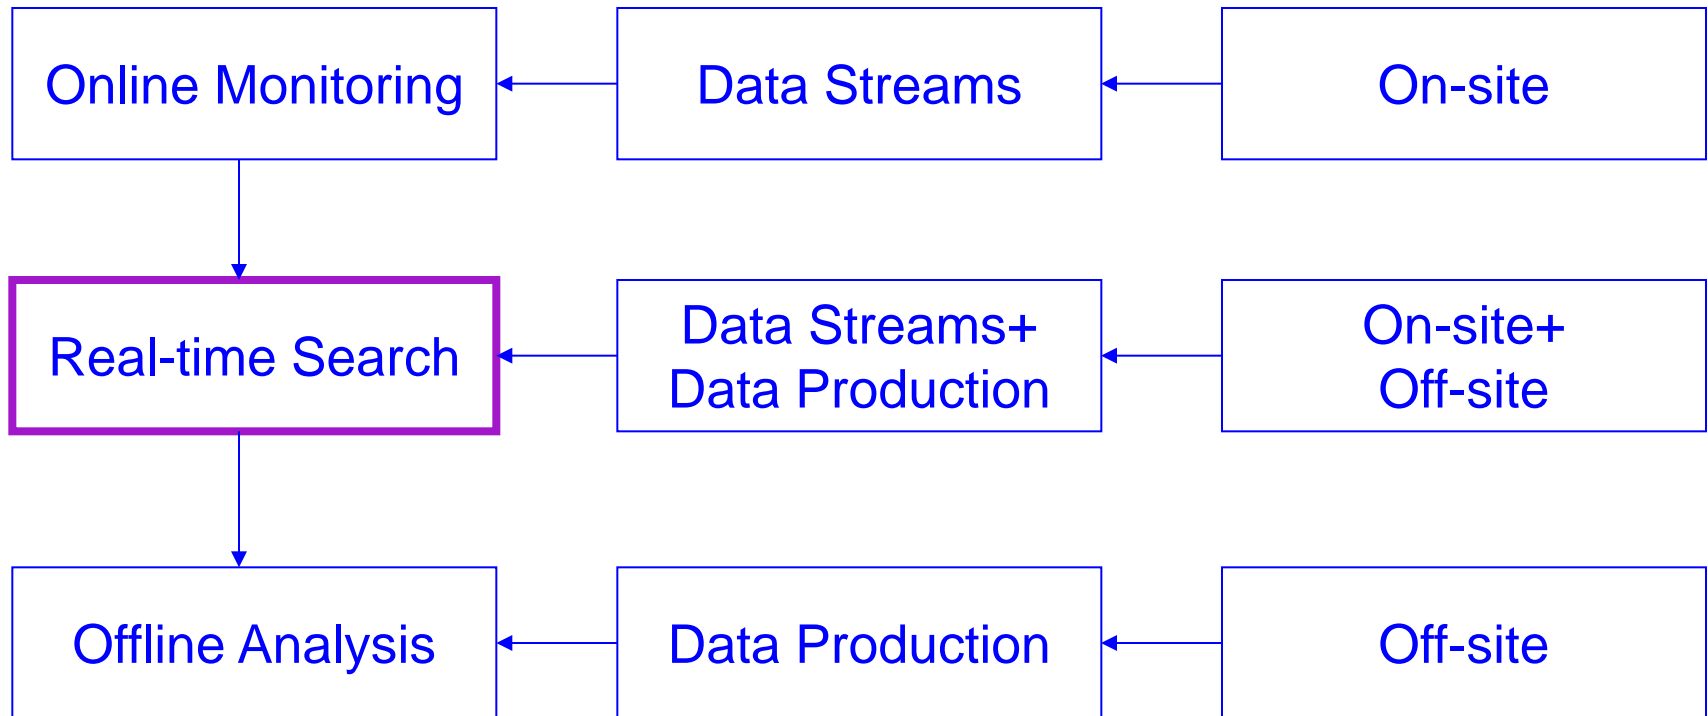 Online Monitoring
Data Streams
On-site
Real-time Search
Data Streams+
Data Production
On-site+
Off-site
Offline Analysis
Data Production
Off-site